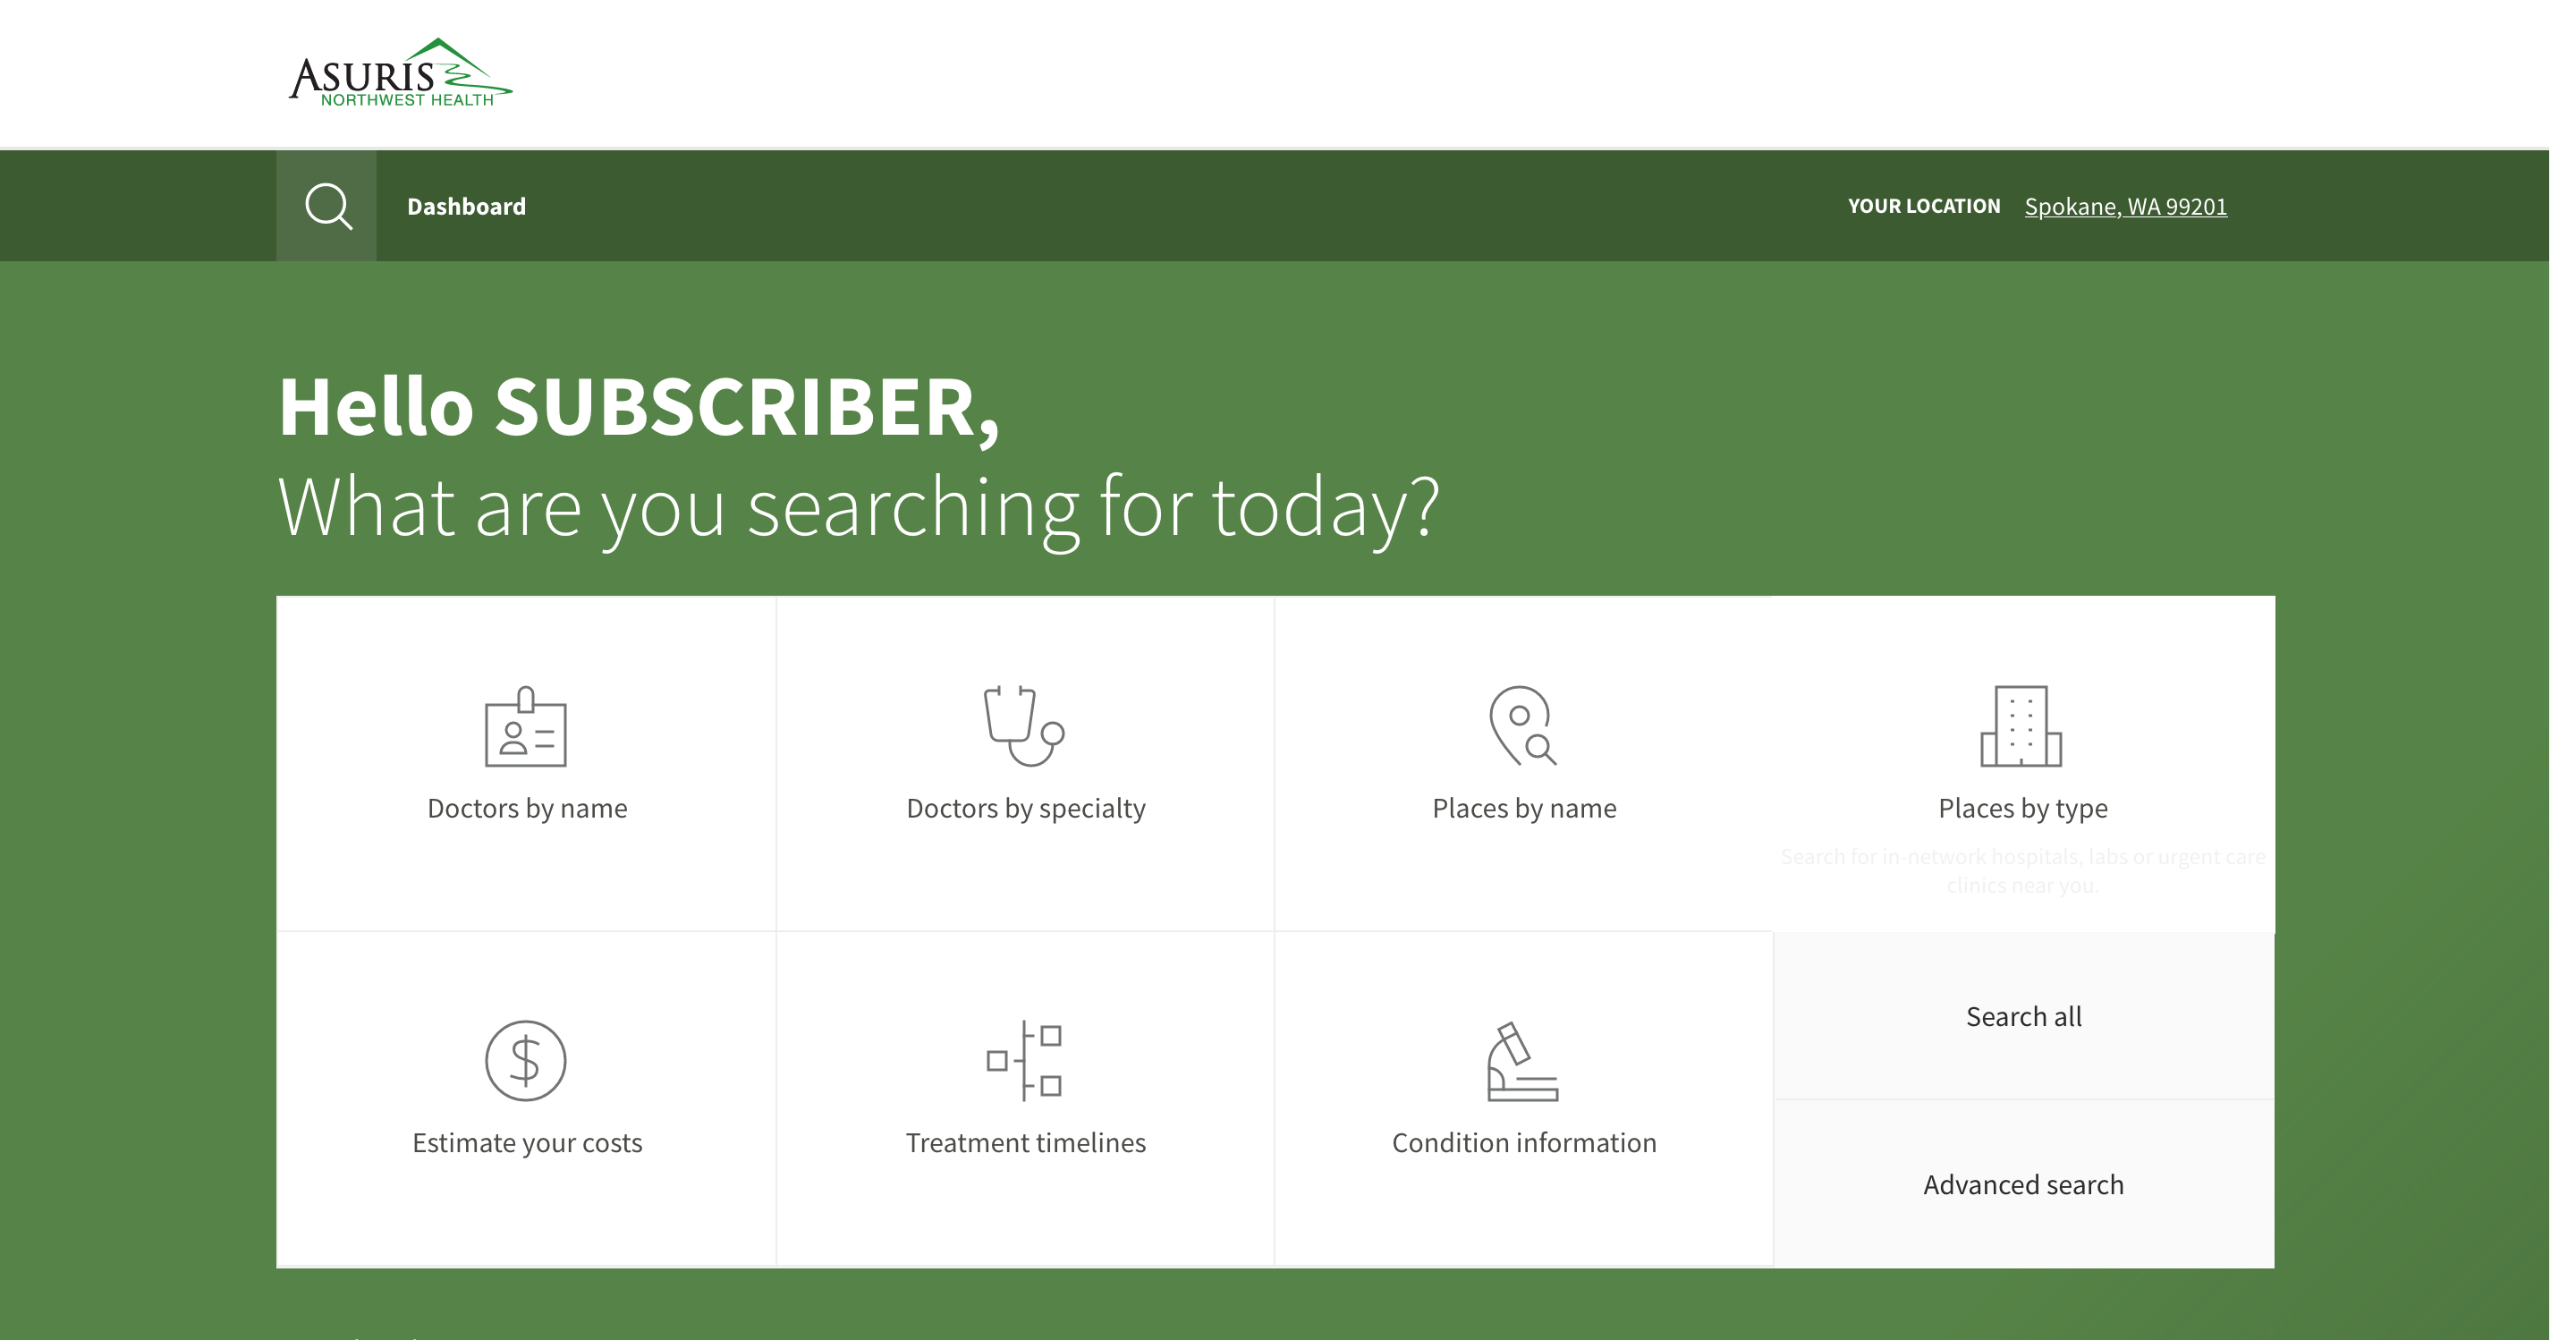 ASURIS
NORTHWEST HEALTH
Dashboard
YOUR LOCATION Spokane, WA 99201
Hello SUBSCRIBER,
What are you searching for today?
Doctors by name
Doctors by specialty
Places by name
Places by type
Search for in-network hospitals, labs or urgent care
clinics near you.
Estimate your costs
Treatment timelines
Condition information
Search all
Advanced search